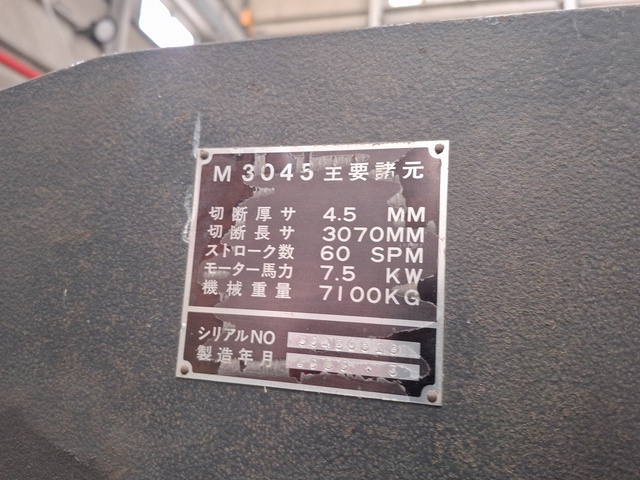 M 3045 主要諸元
切断厚サ 4.5 MM
切断長サ 3070MM
ストローク数 60 SPM
モーター馬力 7.5 KW
機械重量 7100KG
シリアルNO
製造年月